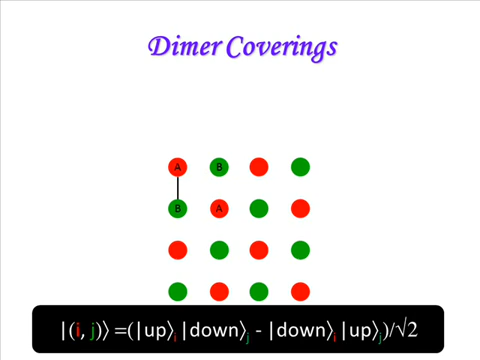 Dimer Coverings
A B
B A
|(i, j)⟩ =(|up⟩ᵢ|down⟩ⱼ - |down⟩ᵢ|up⟩ⱼ)/√2